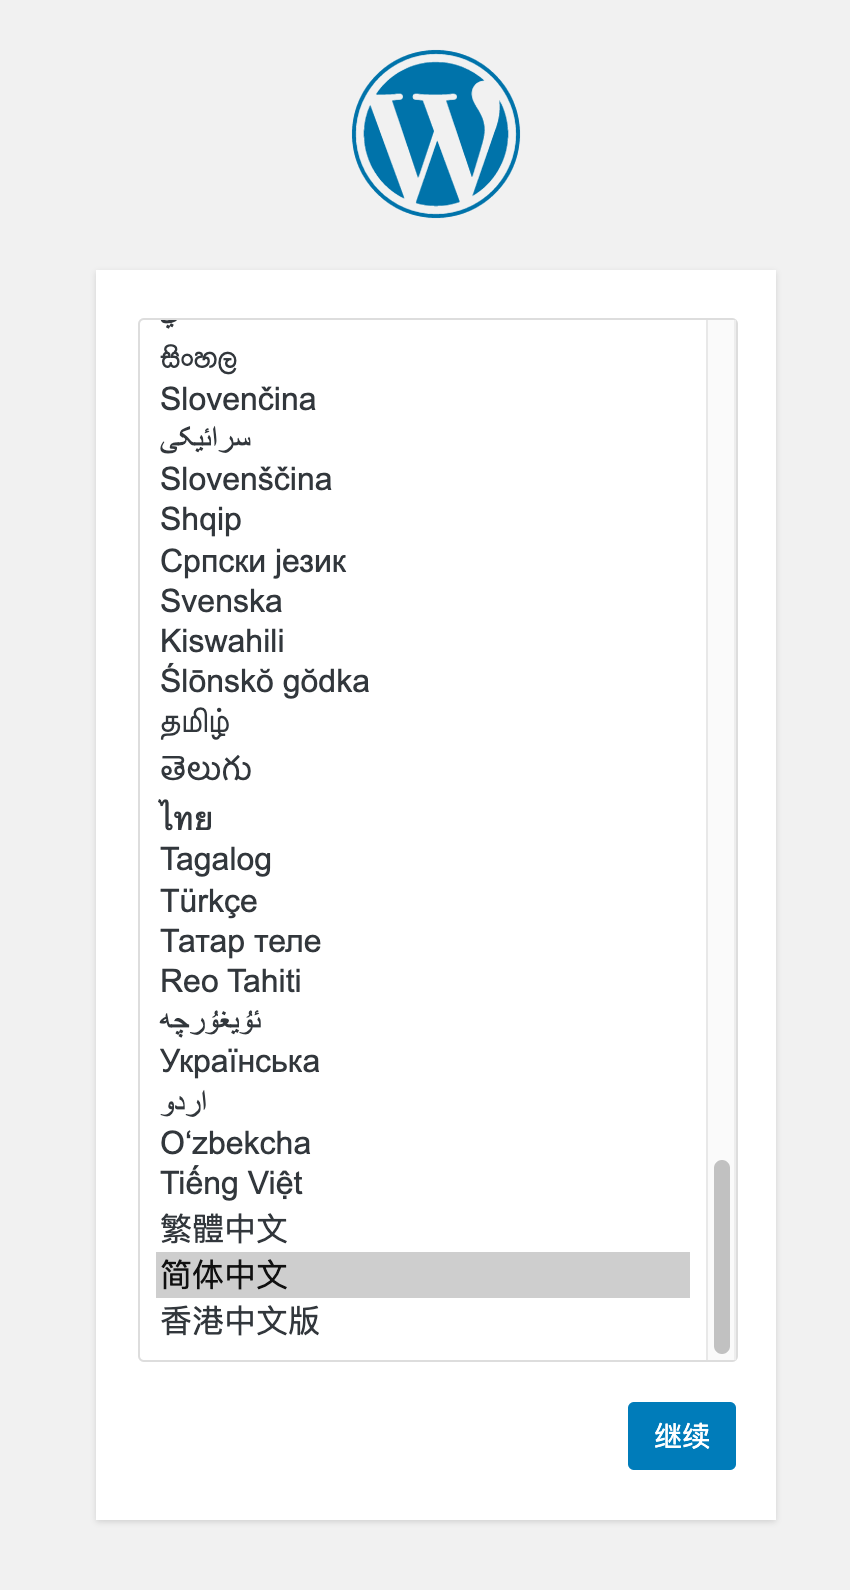 සිංහල
Slovenčina
سرائیکی
Slovenščina
Shqip
Српски језик
Svenska
Kiswahili
Ślōnskŏ gŏdka
தமிழ்
తెలుగు
ไทย
Tagalog
Türkçe
Татар теле
Reo Tahiti
ئۇيغۇرچە
Українська
اردو
O‘zbekcha
Tiếng Việt
繁體中文
简体中文
香港中文版
继续